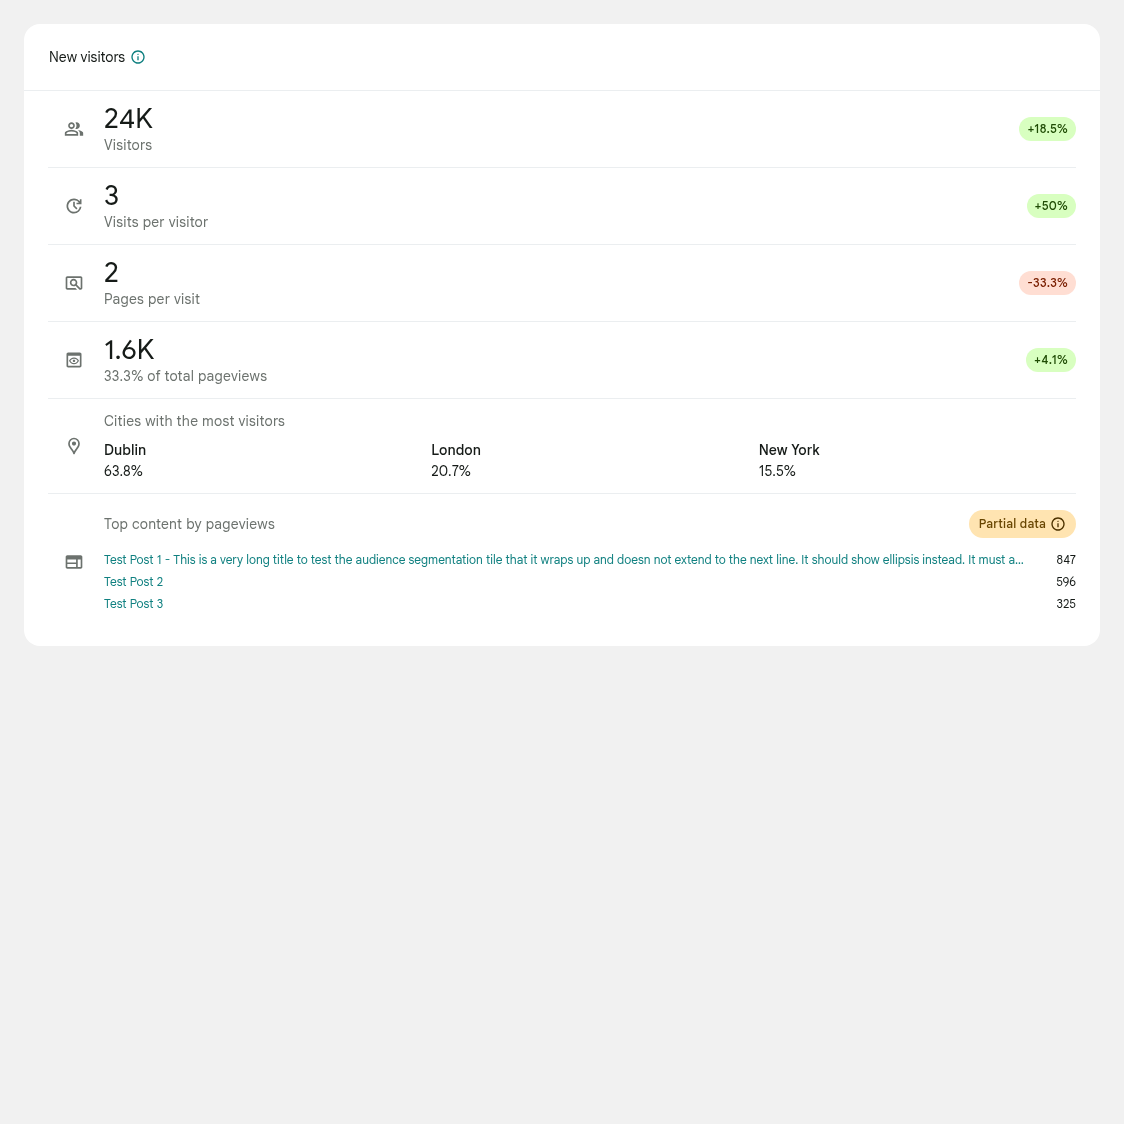 New visitors
24K
Visitors
+18.5%
3
Visits per visitor
+50%
2
Pages per visit
-33.3%
1.6K
33.3% of total pageviews
+4.1%
Cities with the most visitors
Dublin London New York
63.8% 20.7% 15.5%
Top content by pageviews Partial data
Test Post 1 - This is a very long title to test the audience segmentation tile that it wraps up and doesn not extend to the next line. It should show ellipsis instead. It must a... 847
Test Post 2 596
Test Post 3 325